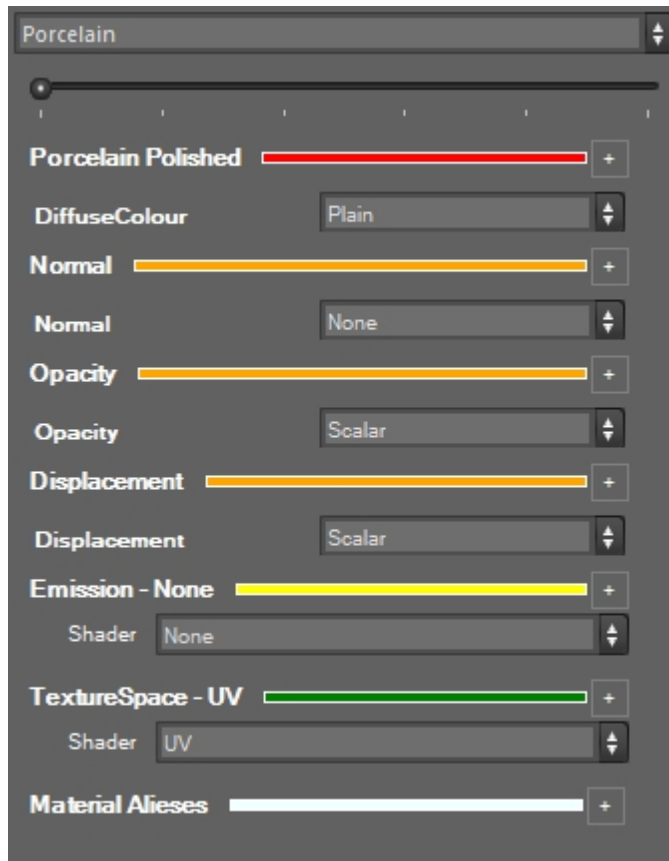 Porcelain
Porcelain Polished +
DiffuseColour Plain
Normal +
Normal None
Opacity +
Opacity Scalar
Displacement +
Displacement Scalar
Emission - None +
Shader None
TextureSpace - UV +
Shader UV
Material Alieses +